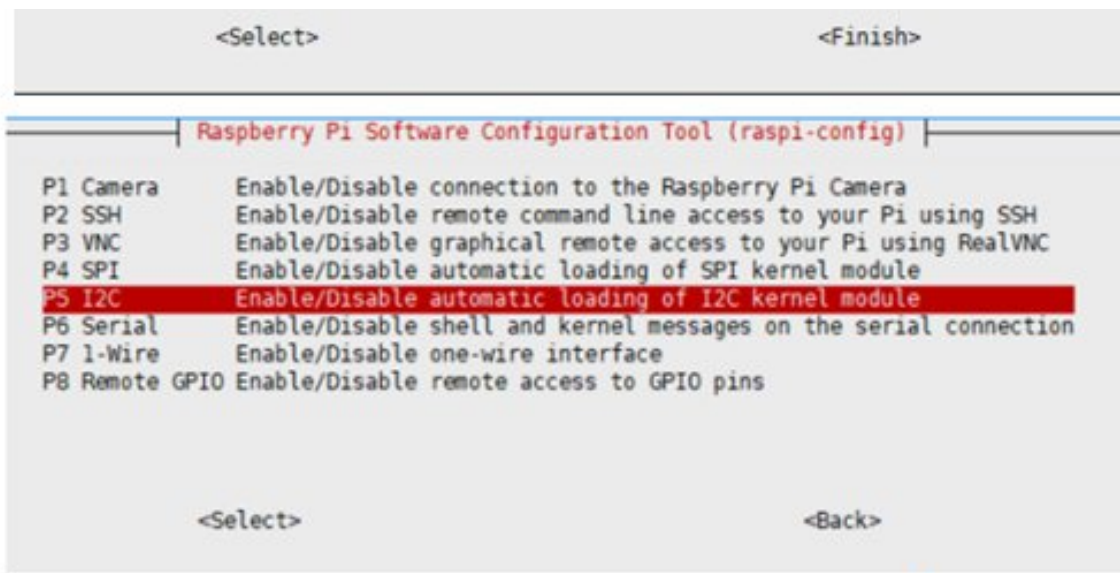 <Select> <Finish>
Raspberry Pi Software Configuration Tool (raspi-config)
P1 Camera Enable/Disable connection to the Raspberry Pi Camera
P2 SSH Enable/Disable remote command line access to your Pi using SSH
P3 VNC Enable/Disable graphical remote access to your Pi using RealVNC
P4 SPI Enable/Disable automatic loading of SPI kernel module
P5 I2C Enable/Disable automatic loading of I2C kernel module
P6 Serial Enable/Disable shell and kernel messages on the serial connection
P7 1-Wire Enable/Disable one-wire interface
P8 Remote GPIO Enable/Disable remote access to GPIO pins
<Select> <Back>